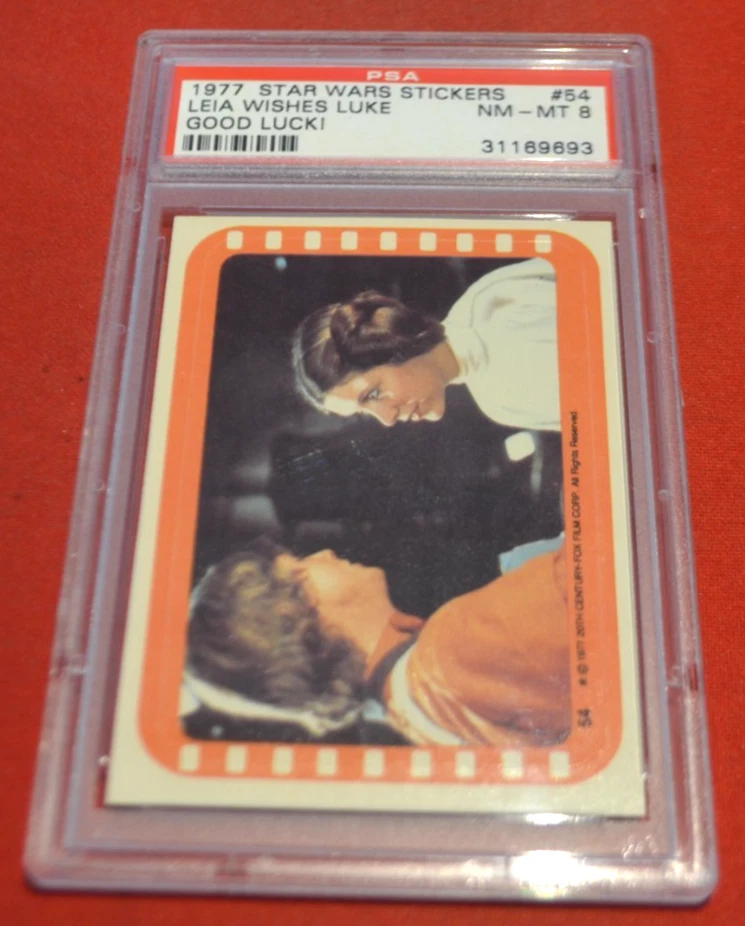 PSA
1977 STAR WARS STICKERS #54
LEIA WISHES LUKE NM-MT 8
GOOD LUCK!
31169693
54 © 1977 20TH CENTURY-FOX FILM CORP. All Rights Reserved